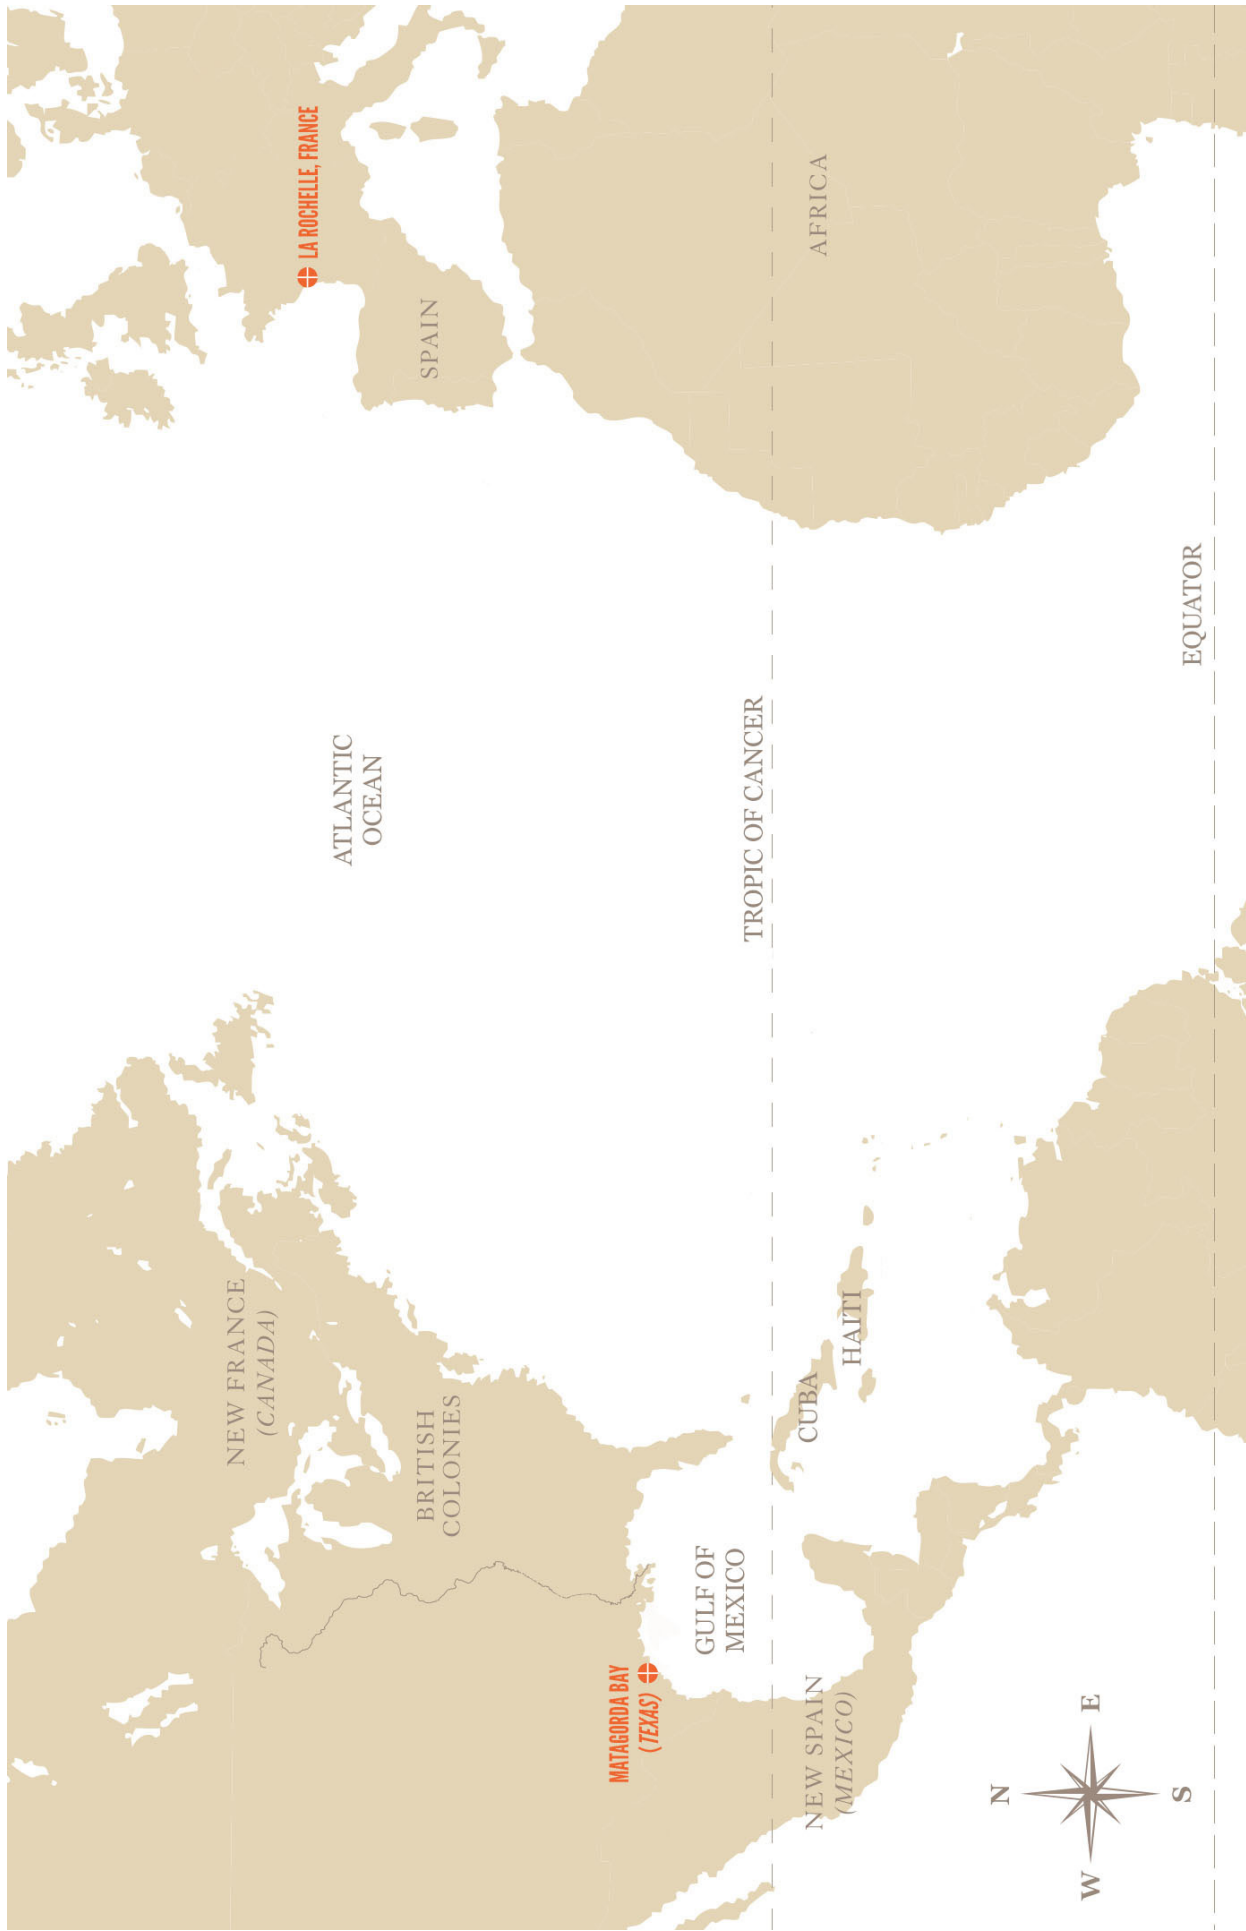 LA ROCHELLE, FRANCE
SPAIN
AFRICA
ATLANTIC
OCEAN
TROPIC OF CANCER
EQUATOR
NEW FRANCE
(CANADA)
BRITISH
COLONIES
GULF OF
MEXICO
CUBA
HAITI
MATAGORDA BAY
(TEXAS)
NEW SPAIN
(MEXICO)
N
W
E
S